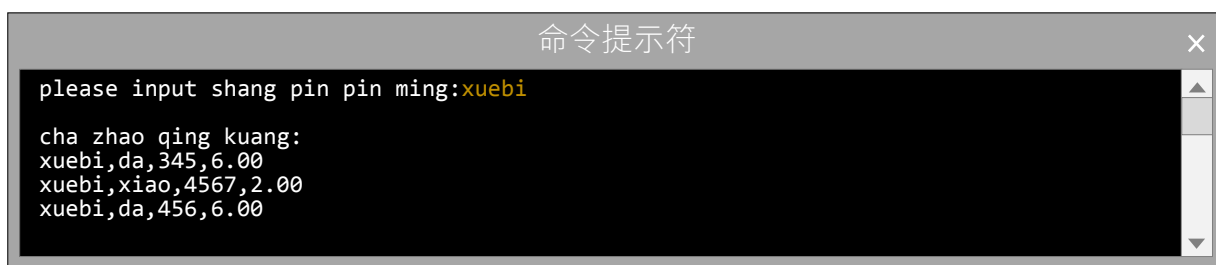 命令提示符
please input shang pin pin ming:xuebi
cha zhao qing kuang:
xuebi,da,345,6.00
xuebi,xiao,4567,2.00
xuebi,da,456,6.00